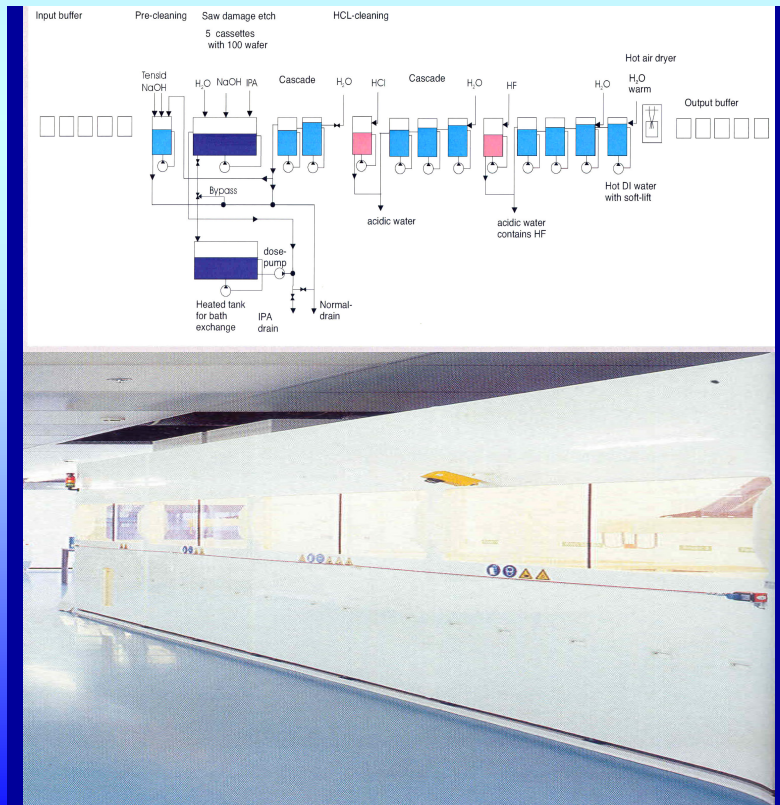 Input buffer
Pre-cleaning
Saw damage etch
HCL-cleaning
5 cassettes
with 100 wafer
Hot air dryer
Tensid
NaOH
H₂O
NaOH
IPA
Cascade
H₂O
HCl
Cascade
H₂O
HF
H₂O
H₂O
warm
Output buffer
Bypass
Hot DI water
with soft-lift
acidic water
acidic water
contains HF
dose-
pump
Heated tank
for bath
exchange
IPA
drain
Normal-
drain